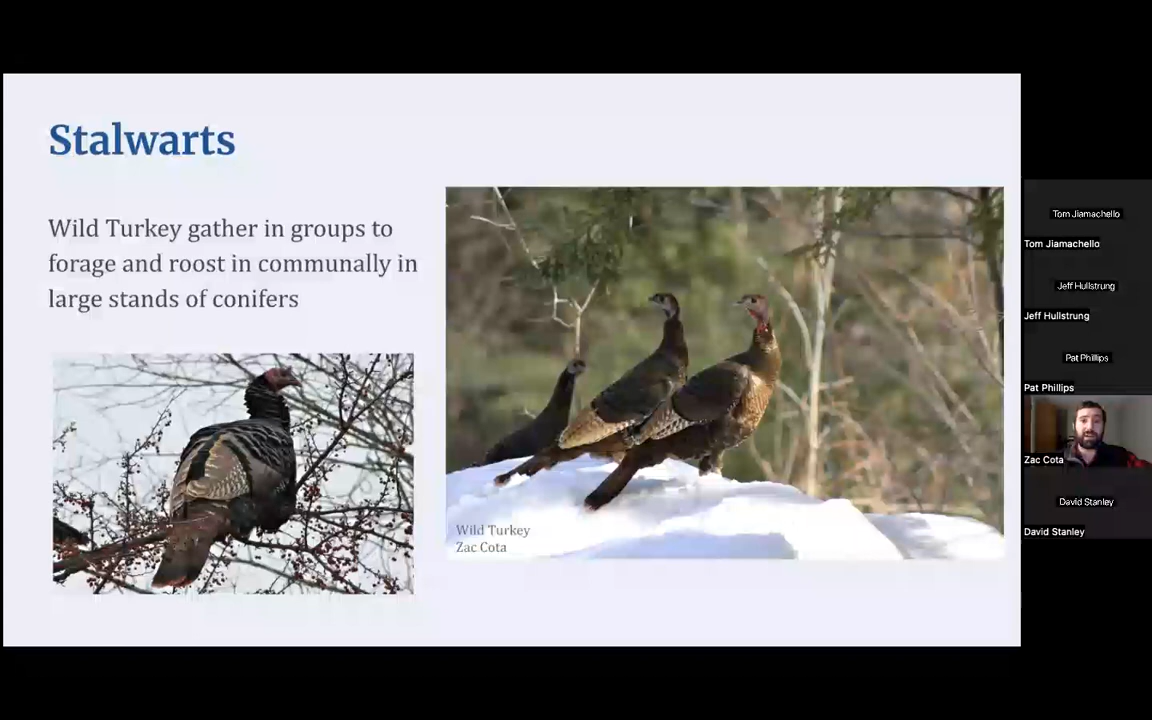 Stalwarts
Wild Turkey gather in groups to
forage and roost in communally in
large stands of conifers
Wild Turkey
Zac Cota
Tom Jiamachello
Tom Jiamachello
Jeff Hullstrung
Jeff Hullstrung
Pat Phillips
Pat Phillips
Zac Cota
David Stanley
David Stanley